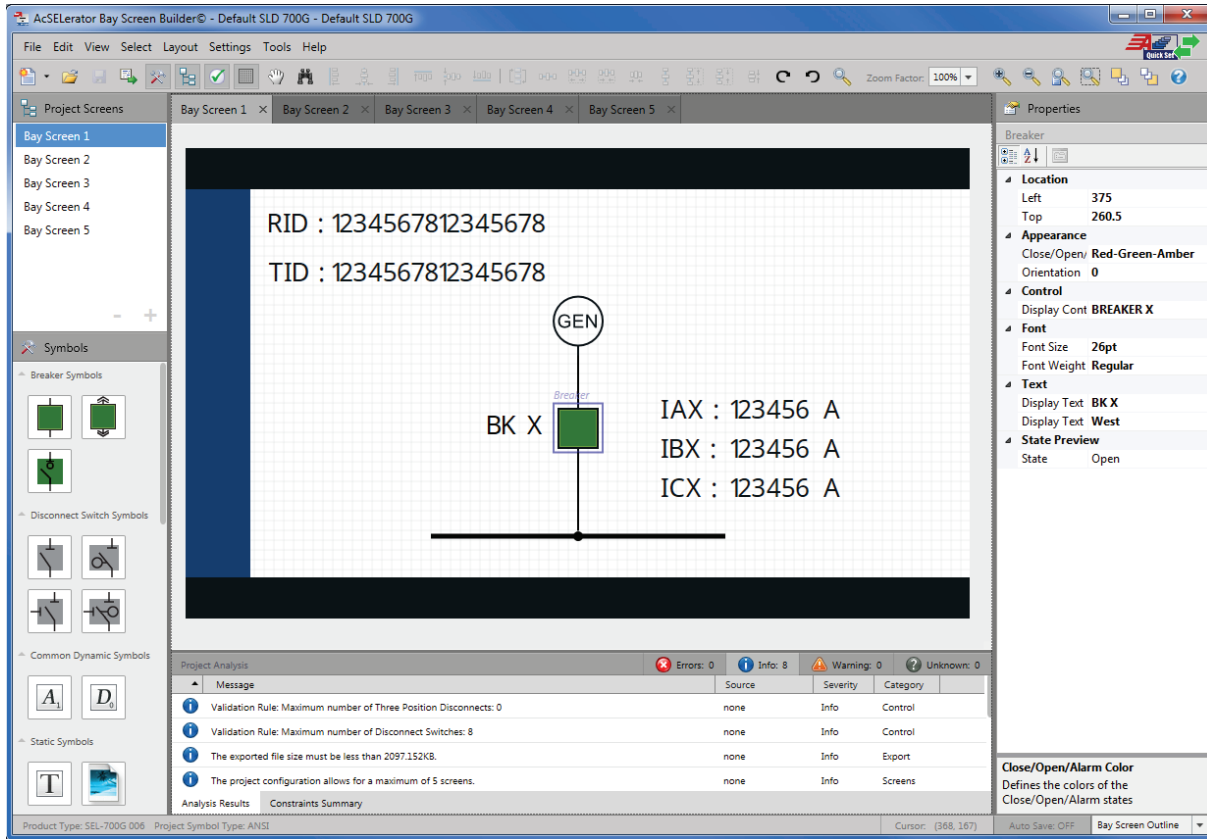 AcSELerator Bay Screen Builder© - Default SLD 700G - Default SLD 700G
File Edit View Select Layout Settings Tools Help
Quick Set
Zoom Factor: 100%
Project Screens
Bay Screen 1
Bay Screen 2
Bay Screen 3
Bay Screen 4
Bay Screen 5
Symbols
Breaker Symbols
Disconnect Switch Symbols
Common Dynamic Symbols
A1 D0
Static Symbols
T
Bay Screen 1 Bay Screen 2 Bay Screen 3 Bay Screen 4 Bay Screen 5
RID : 1234567812345678
TID : 1234567812345678
GEN
Breaker
BK X
IAX : 123456 A
IBX : 123456 A
ICX : 123456 A
Project Analysis Errors: 0 Info: 8 Warning: 0 Unknown: 0
Message Source Severity Category
Validation Rule: Maximum number of Three Position Disconnects: 0 none Info Control
Validation Rule: Maximum number of Disconnect Switches: 8 none Info Control
The exported file size must be less than 2097.152KB. none Info Export
The project configuration allows for a maximum of 5 screens. none Info Screens
Analysis Results Constraints Summary
Properties
Breaker
Location
Left 375
Top 260.5
Appearance
Close/Open/ Red-Green-Amber
Orientation 0
Control
Display Cont BREAKER X
Font
Font Size 26pt
Font Weight Regular
Text
Display Text BK X
Display Text West
State Preview
State Open
Close/Open/Alarm Color
Defines the colors of the
Close/Open/Alarm states
Product Type: SEL-700G 006 Project Symbol Type: ANSI Cursor: (368, 167) Auto Save: OFF Bay Screen Outline